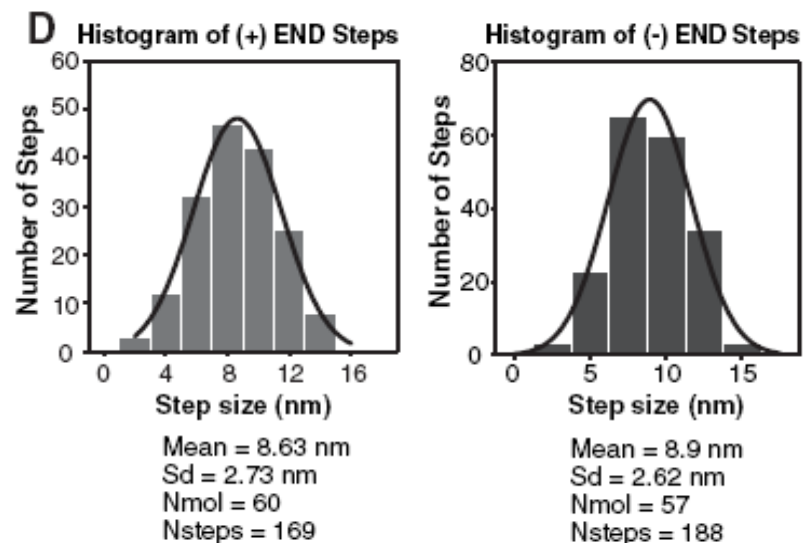 D
Histogram of (+) END Steps
Number of Steps
60
50
40
30
20
10
0
0 4 8 12 16
Step size (nm)
Mean = 8.63 nm
Sd = 2.73 nm
Nmol = 60
Nsteps = 169
Histogram of (-) END Steps
Number of Steps
80
60
40
20
0
0 5 10 15
Step size (nm)
Mean = 8.9 nm
Sd = 2.62 nm
Nmol = 57
Nsteps = 188